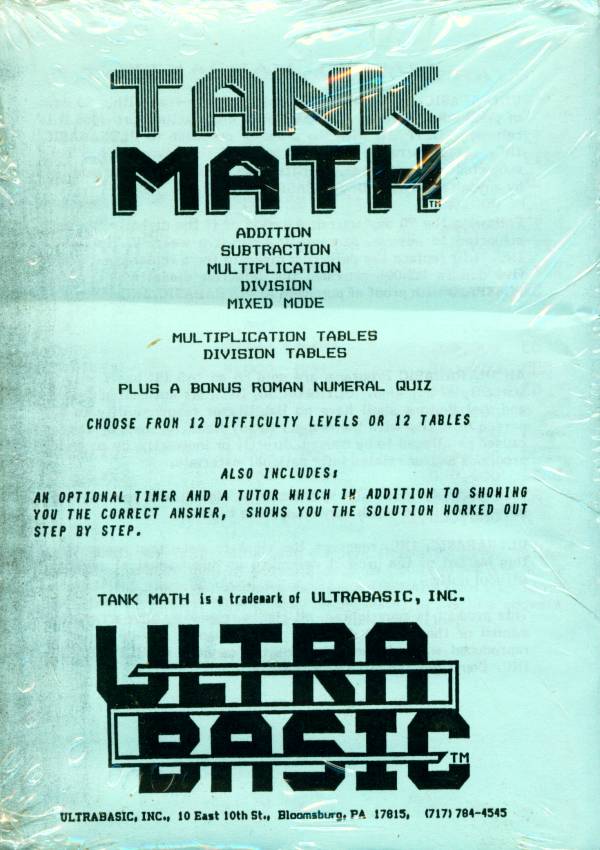 TANK
MATH TM
ADDITION
SUBTRACTION
MULTIPLICATION
DIVISION
MIXED MODE
MULTIPLICATION TABLES
DIVISION TABLES
PLUS A BONUS ROMAN NUMERAL QUIZ
CHOOSE FROM 12 DIFFICULTY LEVELS OR 12 TABLES
ALSO INCLUDES:
AN OPTIONAL TIMER AND A TUTOR WHICH IN ADDITION TO SHOWING
YOU THE CORRECT ANSWER, SHOWS YOU THE SOLUTION WORKED OUT
STEP BY STEP.
TANK MATH is a trademark of ULTRABASIC, INC.
ULTRA
BASIC TM
ULTRABASIC, INC., 10 East 10th St., Bloomsburg, PA 17815, (717) 784-4545